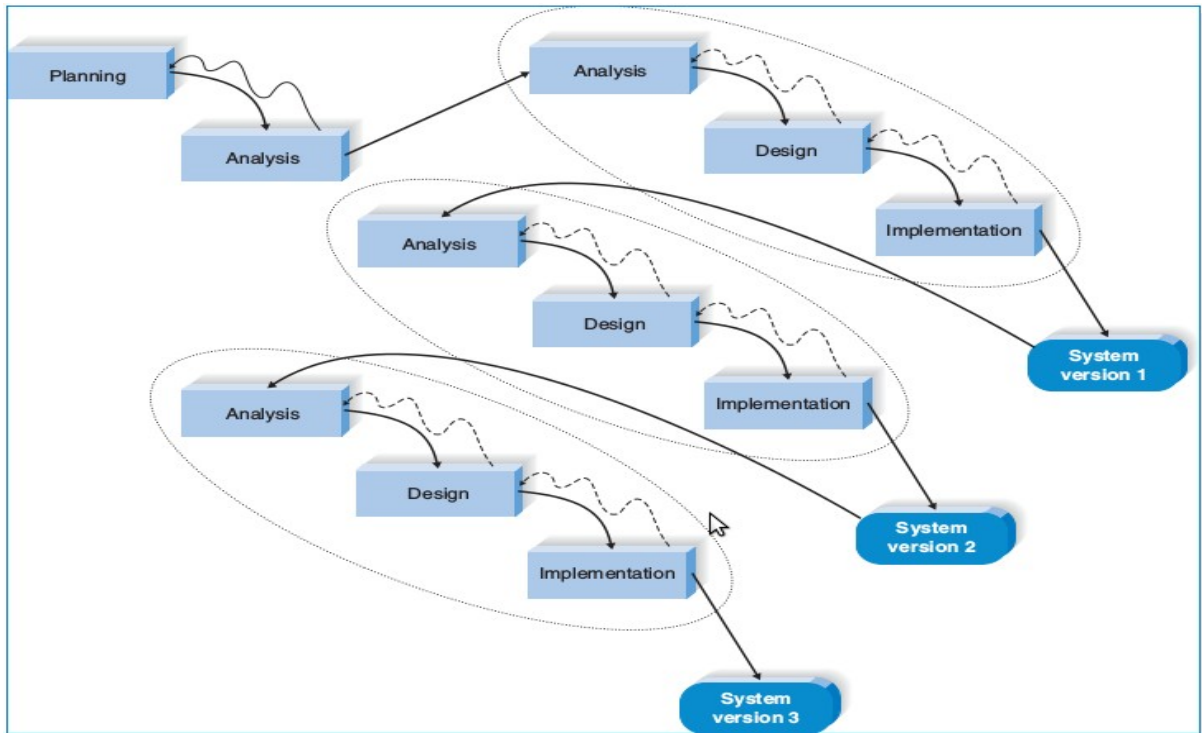 Planning
Analysis
Analysis
Design
Implementation
System
version 1
Analysis
Design
Implementation
System
version 2
Analysis
Design
Implementation
System
version 3